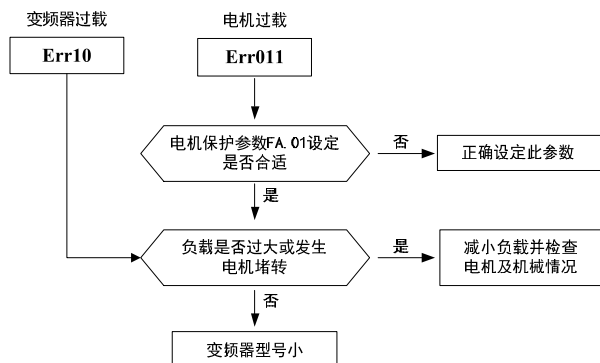 变频器过载
电机过载
Err10
Err011
电机保护参数FA.01设定
是否合适
否
正确设定此参数
是
负载是否过大或发生
电机堵转
是
减小负载并检查
电机及机械情况
否
变频器型号小